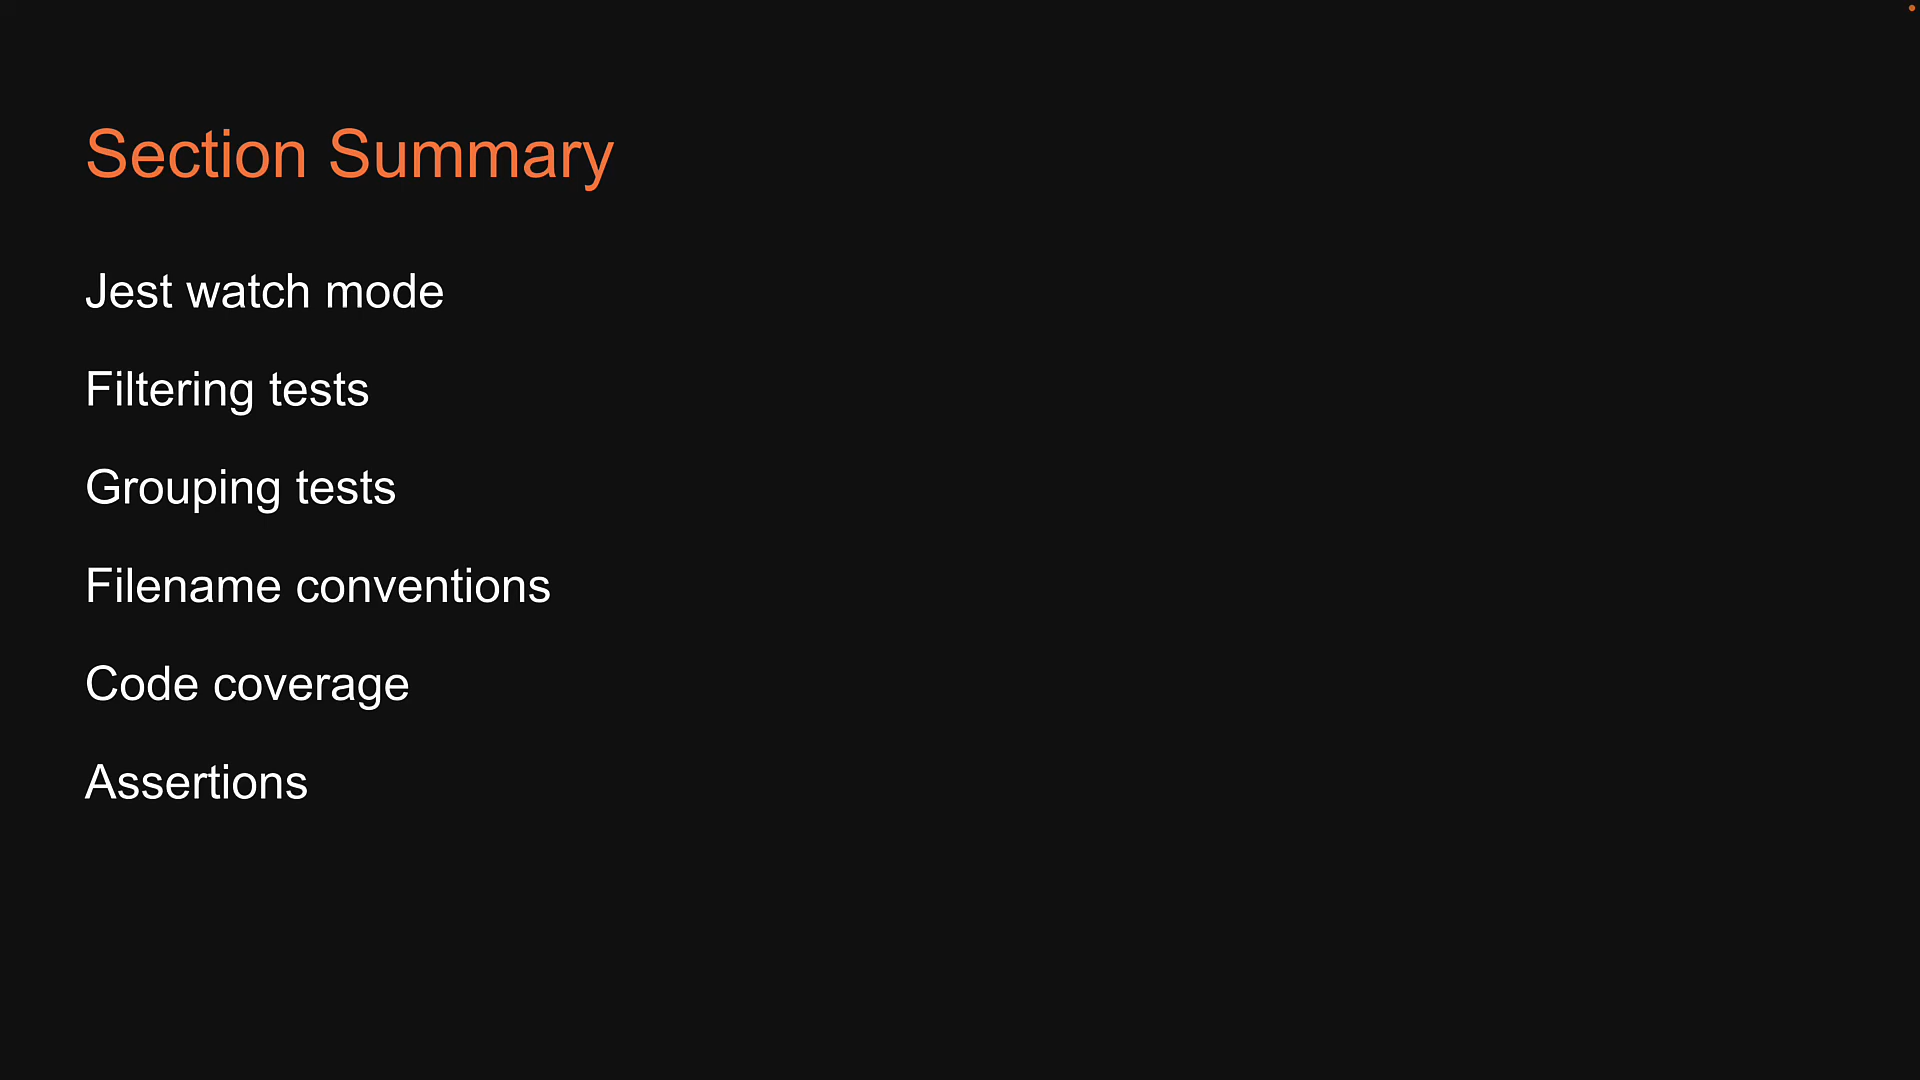 Section Summary
Jest watch mode
Filtering tests
Grouping tests
Filename conventions
Code coverage
Assertions